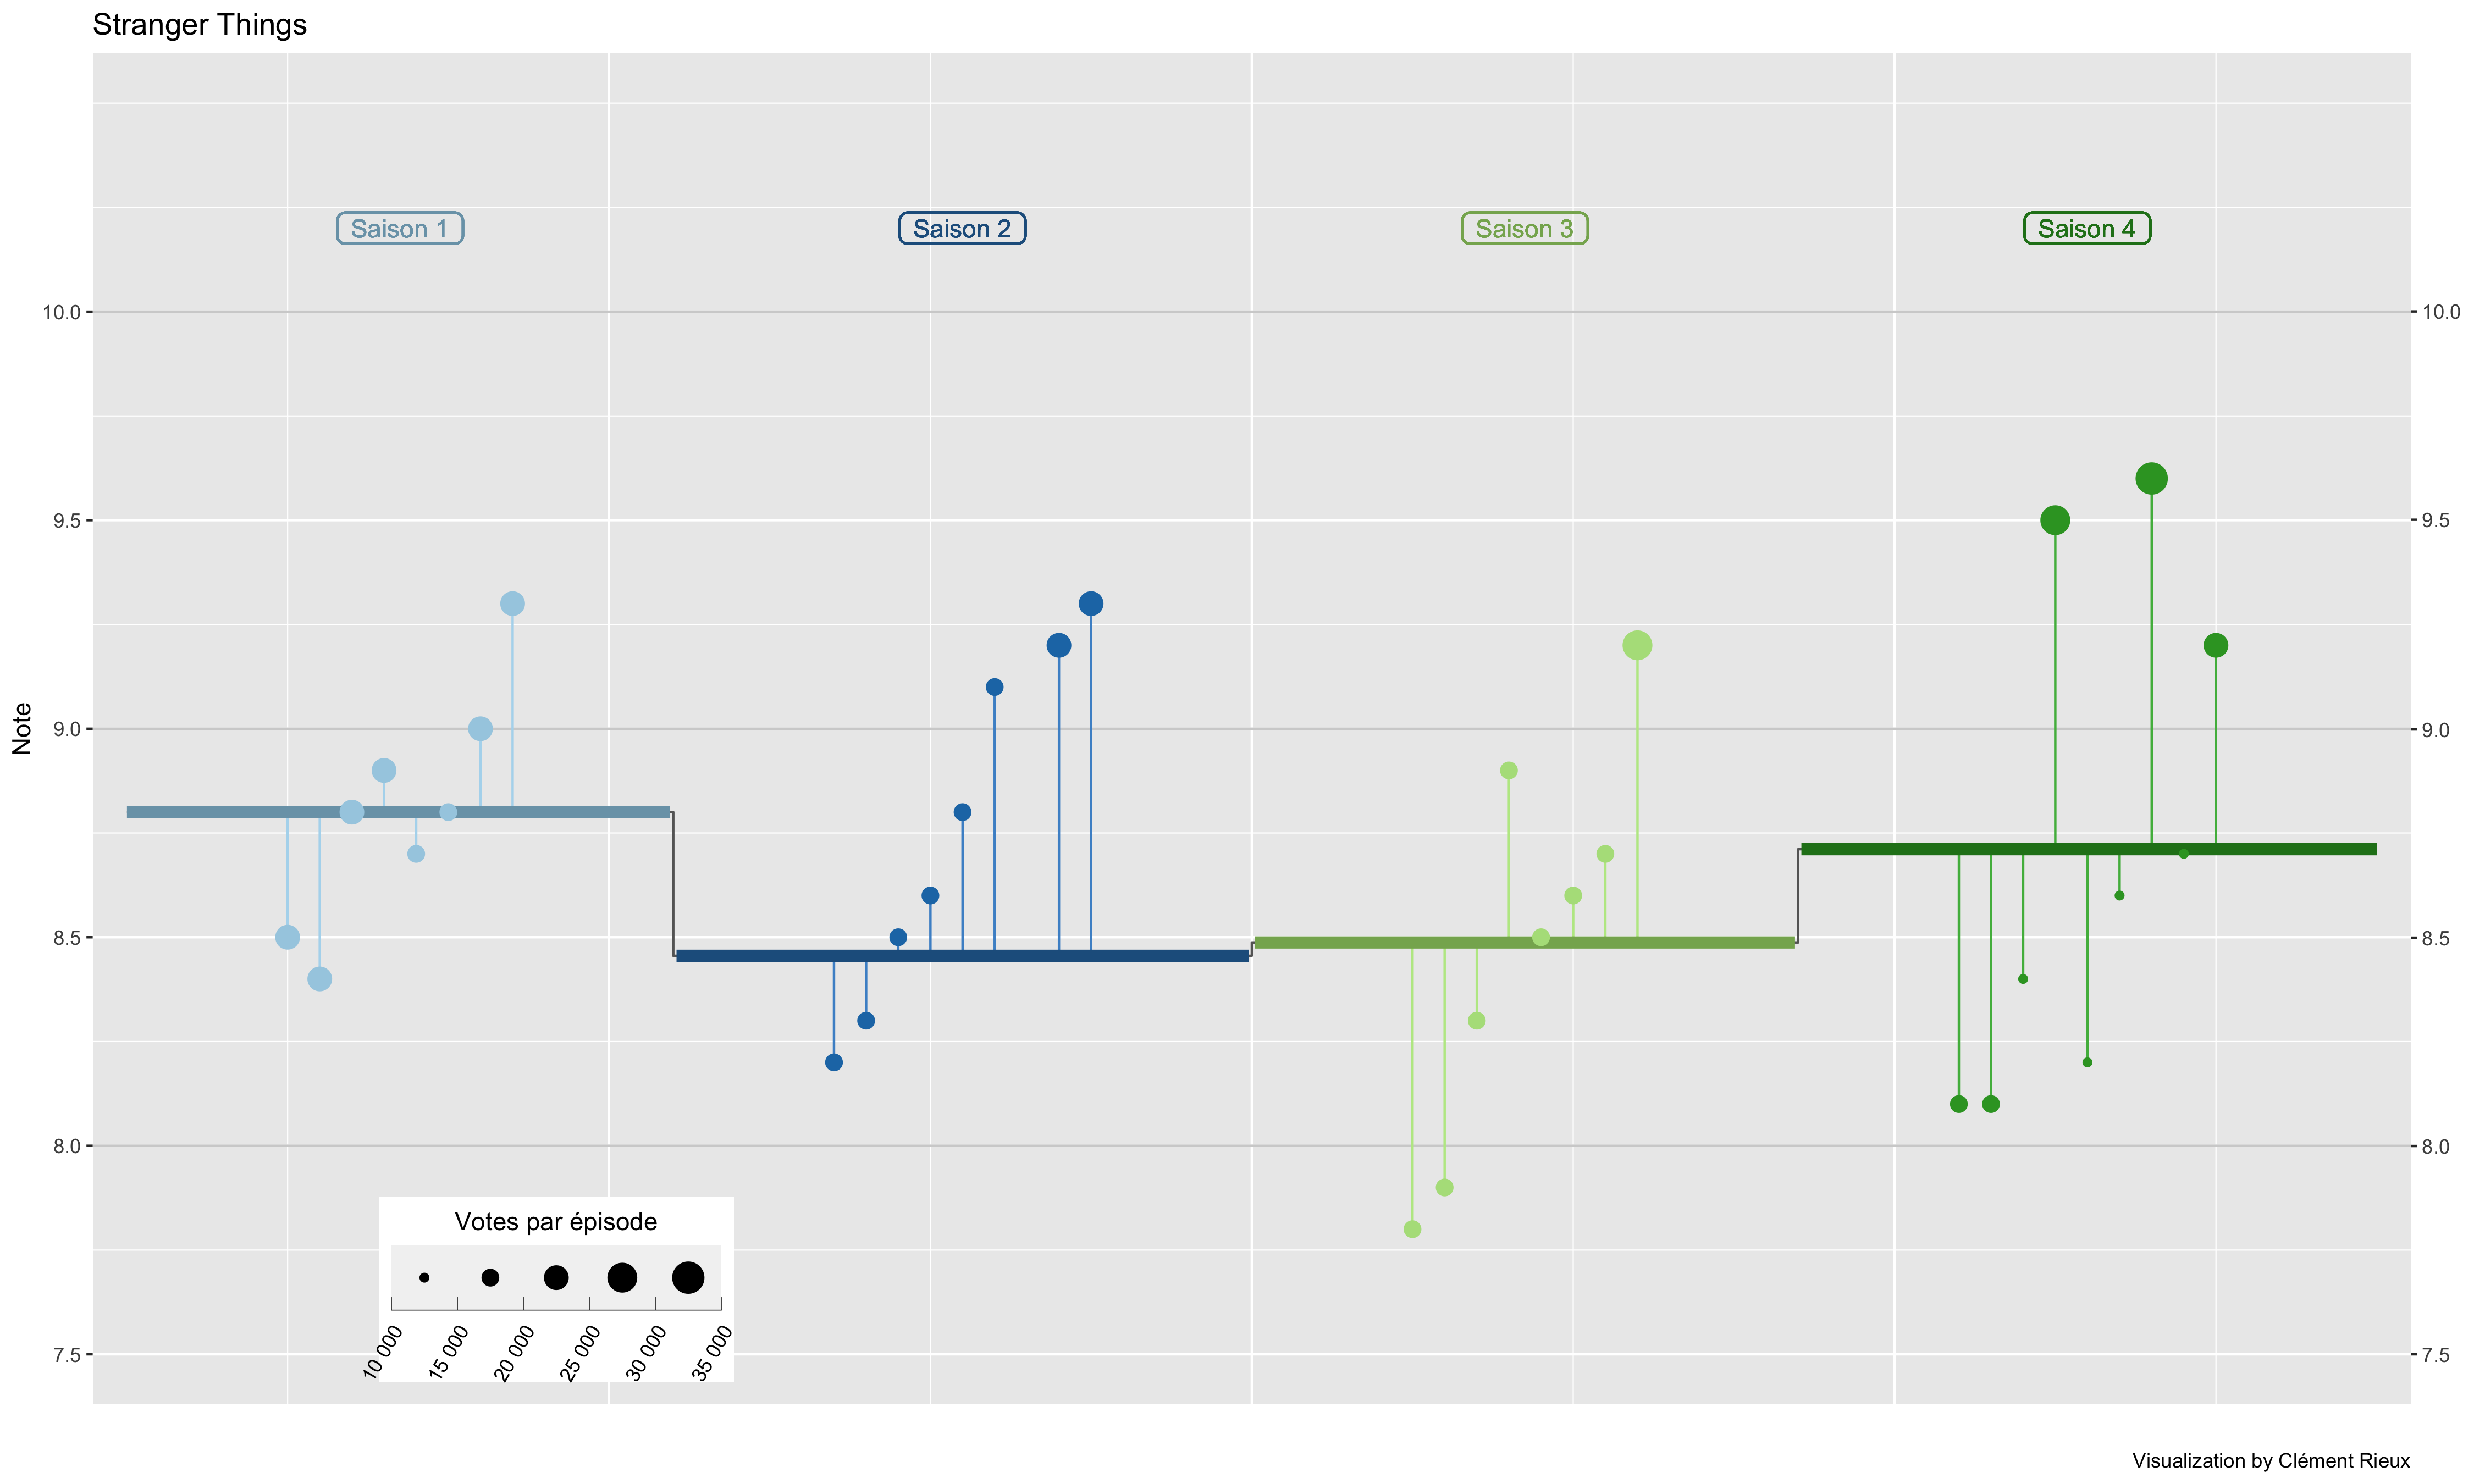 Stranger Things
Saison 1
Saison 2
Saison 3
Saison 4
Note
10.0
9.5
9.0
8.5
8.0
7.5
10.0
9.5
9.0
8.5
8.0
7.5
Votes par épisode
10 000
15 000
20 000
25 000
30 000
35 000
Visualization by Clément Rieux